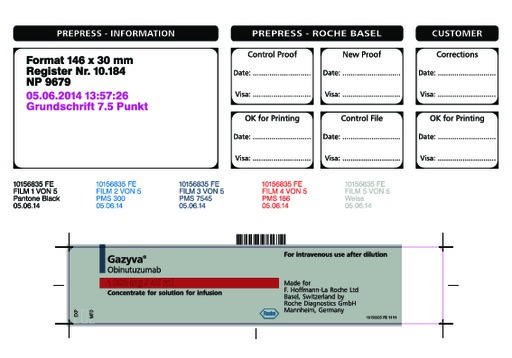 PREPRESS - INFORMATION
PREPRESS - ROCHE BASEL
CUSTOMER
Format 146 x 30 mm
Register Nr. 10.184
NP 9679
05.06.2014 13:57:26
Grundschrift 7.5 Punkt
Control Proof
Date: ............................
Visa: ............................
New Proof
Date: ............................
Visa: ............................
Corrections
Date: ............................
Visa: ............................
OK for Printing
Date: ............................
Visa: ............................
Control File
Date: ............................
Visa: ............................
OK for Printing
Date: ............................
Visa: ............................
10156835 FE
FILM 1 VON 5
Pantone Black
05.06.14
10156835 FE
FILM 2 VON 5
PMS 300
05.06.14
10156835 FE
FILM 3 VON 5
PMS 7545
05.06.14
10156835 FE
FILM 4 VON 5
PMS 186
05.06.14
10156835 FE
FILM 5 VON 5
Weiss
05.06.14
Gazyva®
Obinutuzumab
Concentrate for solution for infusion
For intravenous use after dilution
Made for
F. Hoffmann-La Roche Ltd
Basel, Switzerland by
Roche Diagnostics GmbH
Mannheim, Germany
Roche
EXP
MFD